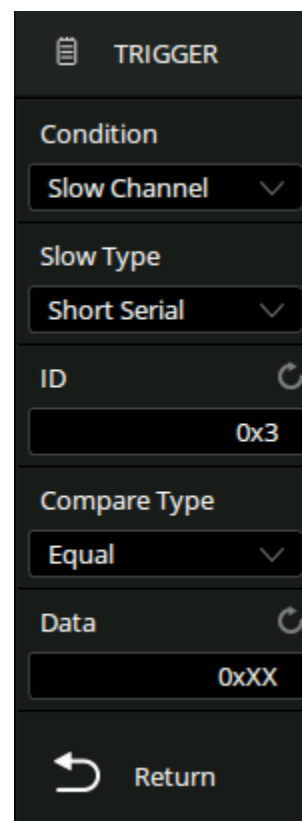 TRIGGER
Condition
Slow Channel
Slow Type
Short Serial
ID
0x3
Compare Type
Equal
Data
0xXX
Return